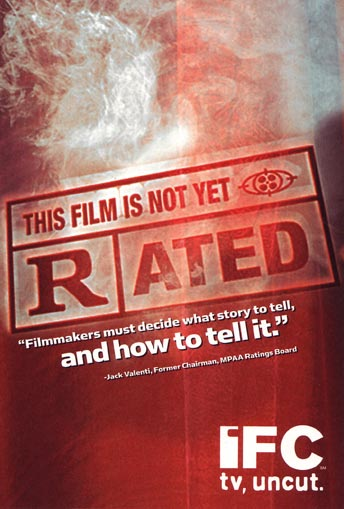 THIS FILM IS NOT YET
RATED
“Filmmakers must decide what story to tell,
and how to tell it.”
-Jack Valenti, Former Chairman, MPAA Ratings Board
iFC
tv, uncut.